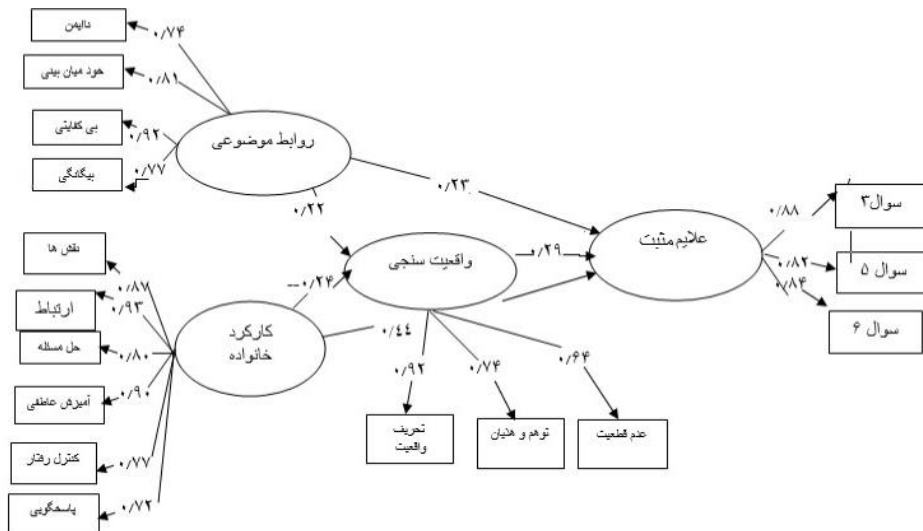 ناایمن
۰/۷۴
خود میان بینی
۰/۸۱
بی کفایتی
۰/۹۲
بیگانگی
۰/۷۷
روابط موضوعی
۰/۲۳
۰/۲۲
علایم مثبت
۰/۸۸
سوال۳
۰/۸۲
سوال ۵
۰/۸۴
سوال ۶
واقعیت سنجی
۰/۲۹
نقش ها
۰/۸۷
ارتباط
۰/۹۳
حل مسئله
۰/۸۰
آمیزش عاطفی
۰/۹۰
کنترل رفتار
۰/۷۷
پاسخگویی
۰/۷۲
کارکرد
خانواده
--۰/۲۴
۰/٤٤
۰/۹۲
۰/۷۴
۰/۶۴
تحریف
واقعیت
توهم و هذیان
عدم قطعیت